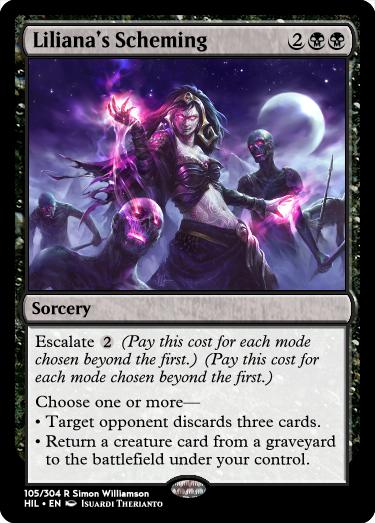 Liliana's Scheming 2
Sorcery
Escalate 2 (Pay this cost for each mode
chosen beyond the first.) (Pay this cost for
each mode chosen beyond the first.)
Choose one or more—
• Target opponent discards three cards.
• Return a creature card from a graveyard
to the battlefield under your control.
105/304 R Simon Williamson
HIL • EN Isuardi Therianto